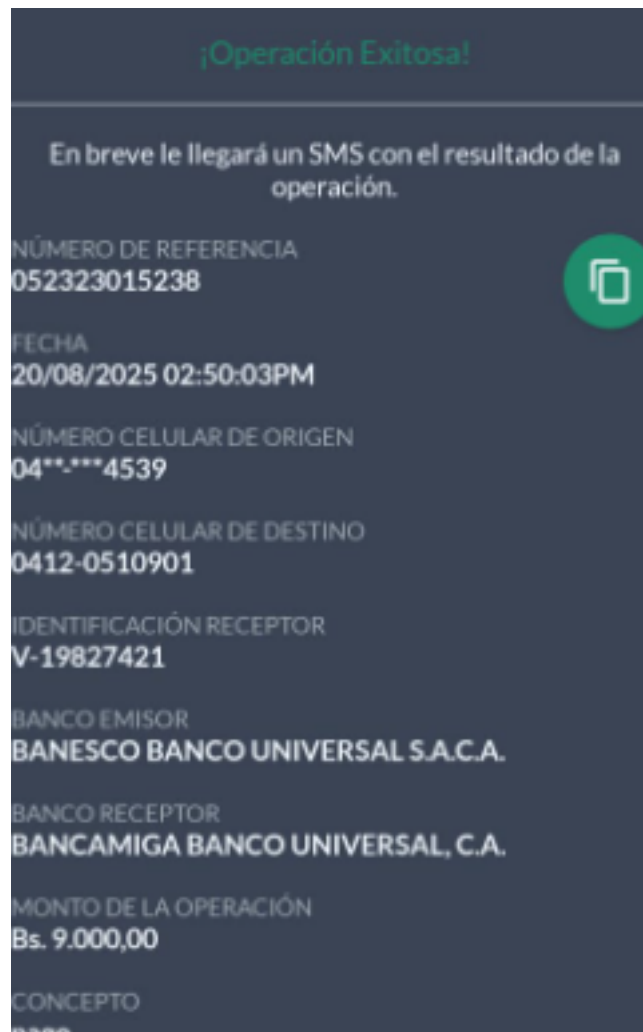 ¡Operación Exitosa!
En breve le llegará un SMS con el resultado de la
operación.
NÚMERO DE REFERENCIA
052323015238
FECHA
20/08/2025 02:50:03PM
NÚMERO CELULAR DE ORIGEN
04**-***4539
NÚMERO CELULAR DE DESTINO
0412-0510901
IDENTIFICACIÓN RECEPTOR
V-19827421
BANCO EMISOR
BANESCO BANCO UNIVERSAL S.A.C.A.
BANCO RECEPTOR
BANCAMIGA BANCO UNIVERSAL, C.A.
MONTO DE LA OPERACIÓN
Bs. 9.000,00
CONCEPTO